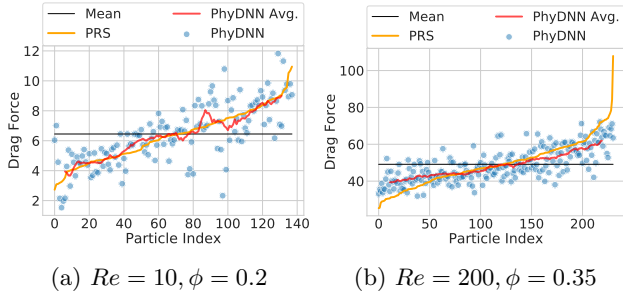 Mean
PhyDNN Avg.
PRS
PhyDNN
12
10
8
6
4
2
Drag Force
0
20
40
60
80
100
120
140
Particle Index
(a) Re = 10, ϕ = 0.2
Mean
PhyDNN Avg.
PRS
PhyDNN
100
80
60
40
Drag Force
0
50
100
150
200
Particle Index
(b) Re = 200, ϕ = 0.35